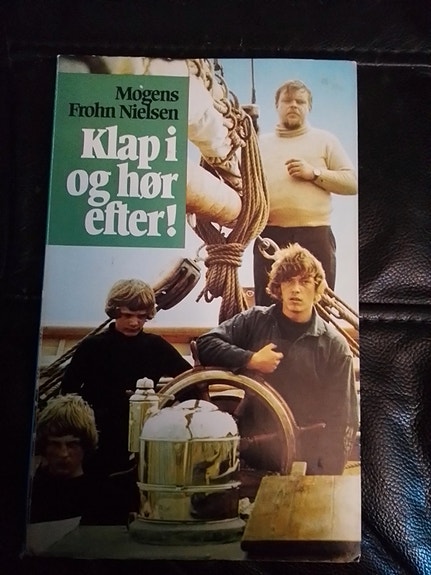 Mogens
Frohn Nielsen
Klap i
og hør
efter!